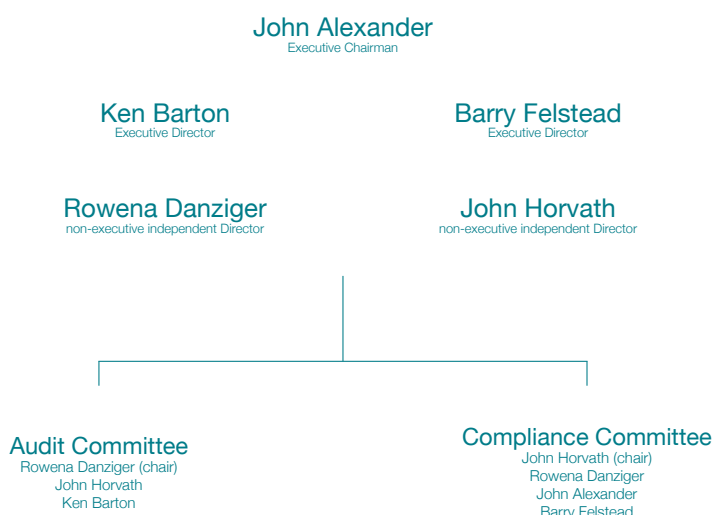 John Alexander
Executive Chairman
Ken Barton
Executive Director
Barry Felstead
Executive Director
Rowena Danziger
non-executive independent Director
John Horvath
non-executive independent Director
Audit Committee
Rowena Danziger (chair)
John Horvath
Ken Barton
Compliance Committee
John Horvath (chair)
Rowena Danziger
John Alexander
Barry Felstead